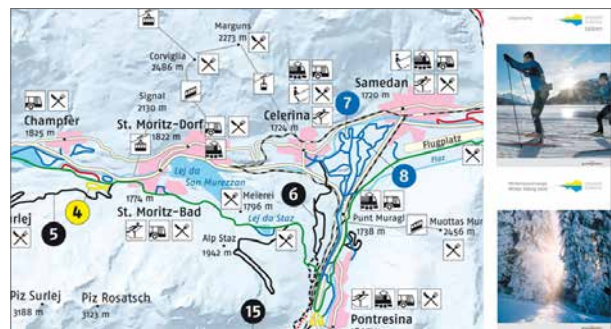 Marguns
2273 m
Corviglia
2486 m
Signal
2130 m
Samedan
1720 m
7
Celerina
1724 m
Champfèr
1825 m
St. Moritz-Dorf
1822 m
Flugplatz
Plaz
8
Lej da
San Murezzan
6
Meierei
1796 m
Lej da Staz
1774 m
4
St. Moritz-Bad
5
rlej
Punt Muragl
1738 m
Muottas Mur
2456 m
Alp Staz
1942 m
15
Piz Surlej
3188 m
Piz Rosatsch
3123 m
Pontresina